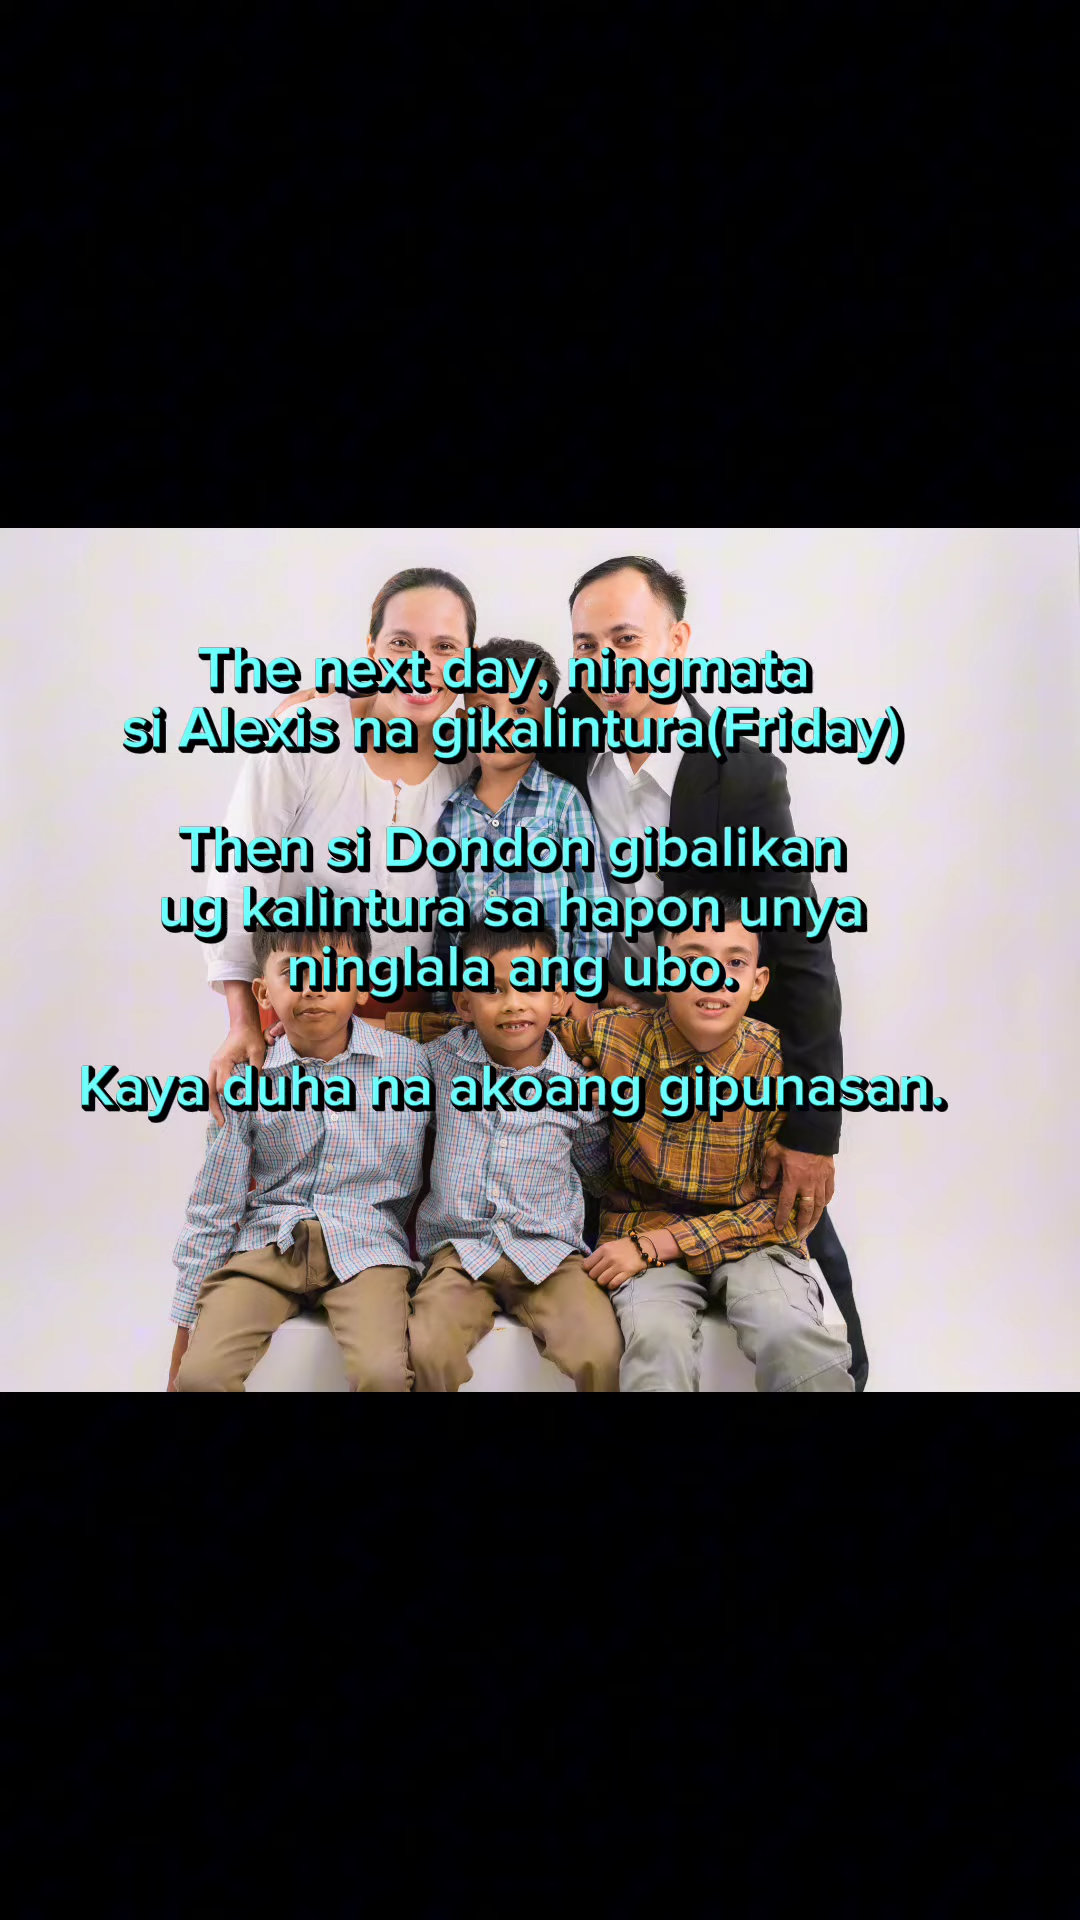 The next day, ningmata
si Alexis na gikalintura(Friday)
Then si Dondon gibalikan
ug kalintura sa hapon unya
ninglala ang ubo.
Kaya duha na akoang gipunasan.